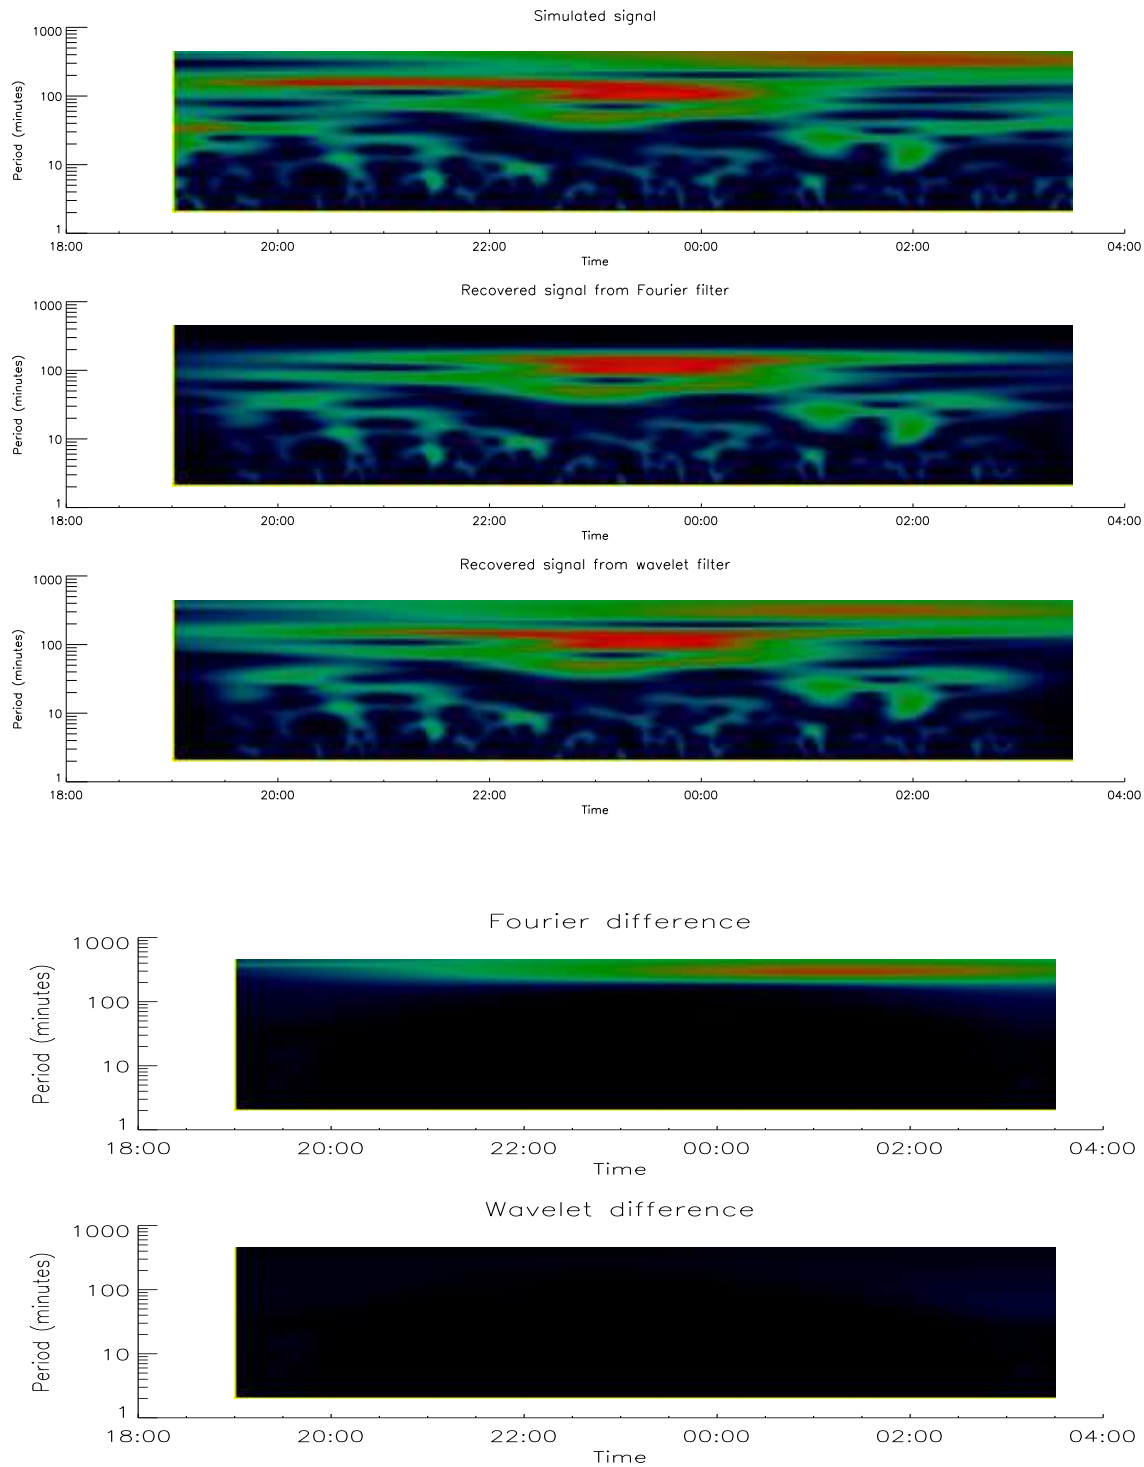 Simulated signal
1000
100
10
1
Period (minutes)
18:00 20:00 22:00 00:00 02:00 04:00
Time
Recovered signal from Fourier filter
1000
100
10
1
Period (minutes)
18:00 20:00 22:00 00:00 02:00 04:00
Time
Recovered signal from wavelet filter
1000
100
10
1
Period (minutes)
18:00 20:00 22:00 00:00 02:00 04:00
Time
Fourier difference
1000
100
10
1
Period (minutes)
18:00 20:00 22:00 00:00 02:00 04:00
Time
Wavelet difference
1000
100
10
1
Period (minutes)
18:00 20:00 22:00 00:00 02:00 04:00
Time